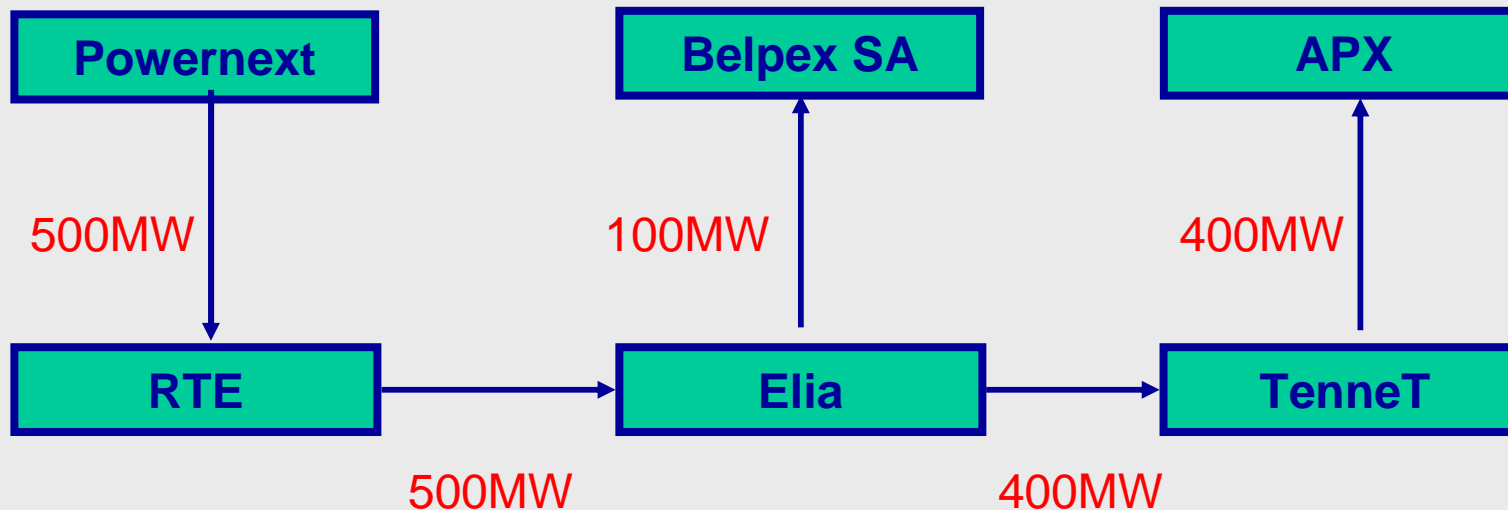 Powernext
Belpex SA
APX
500MW
100MW
400MW
RTE
Elia
TenneT
500MW
400MW